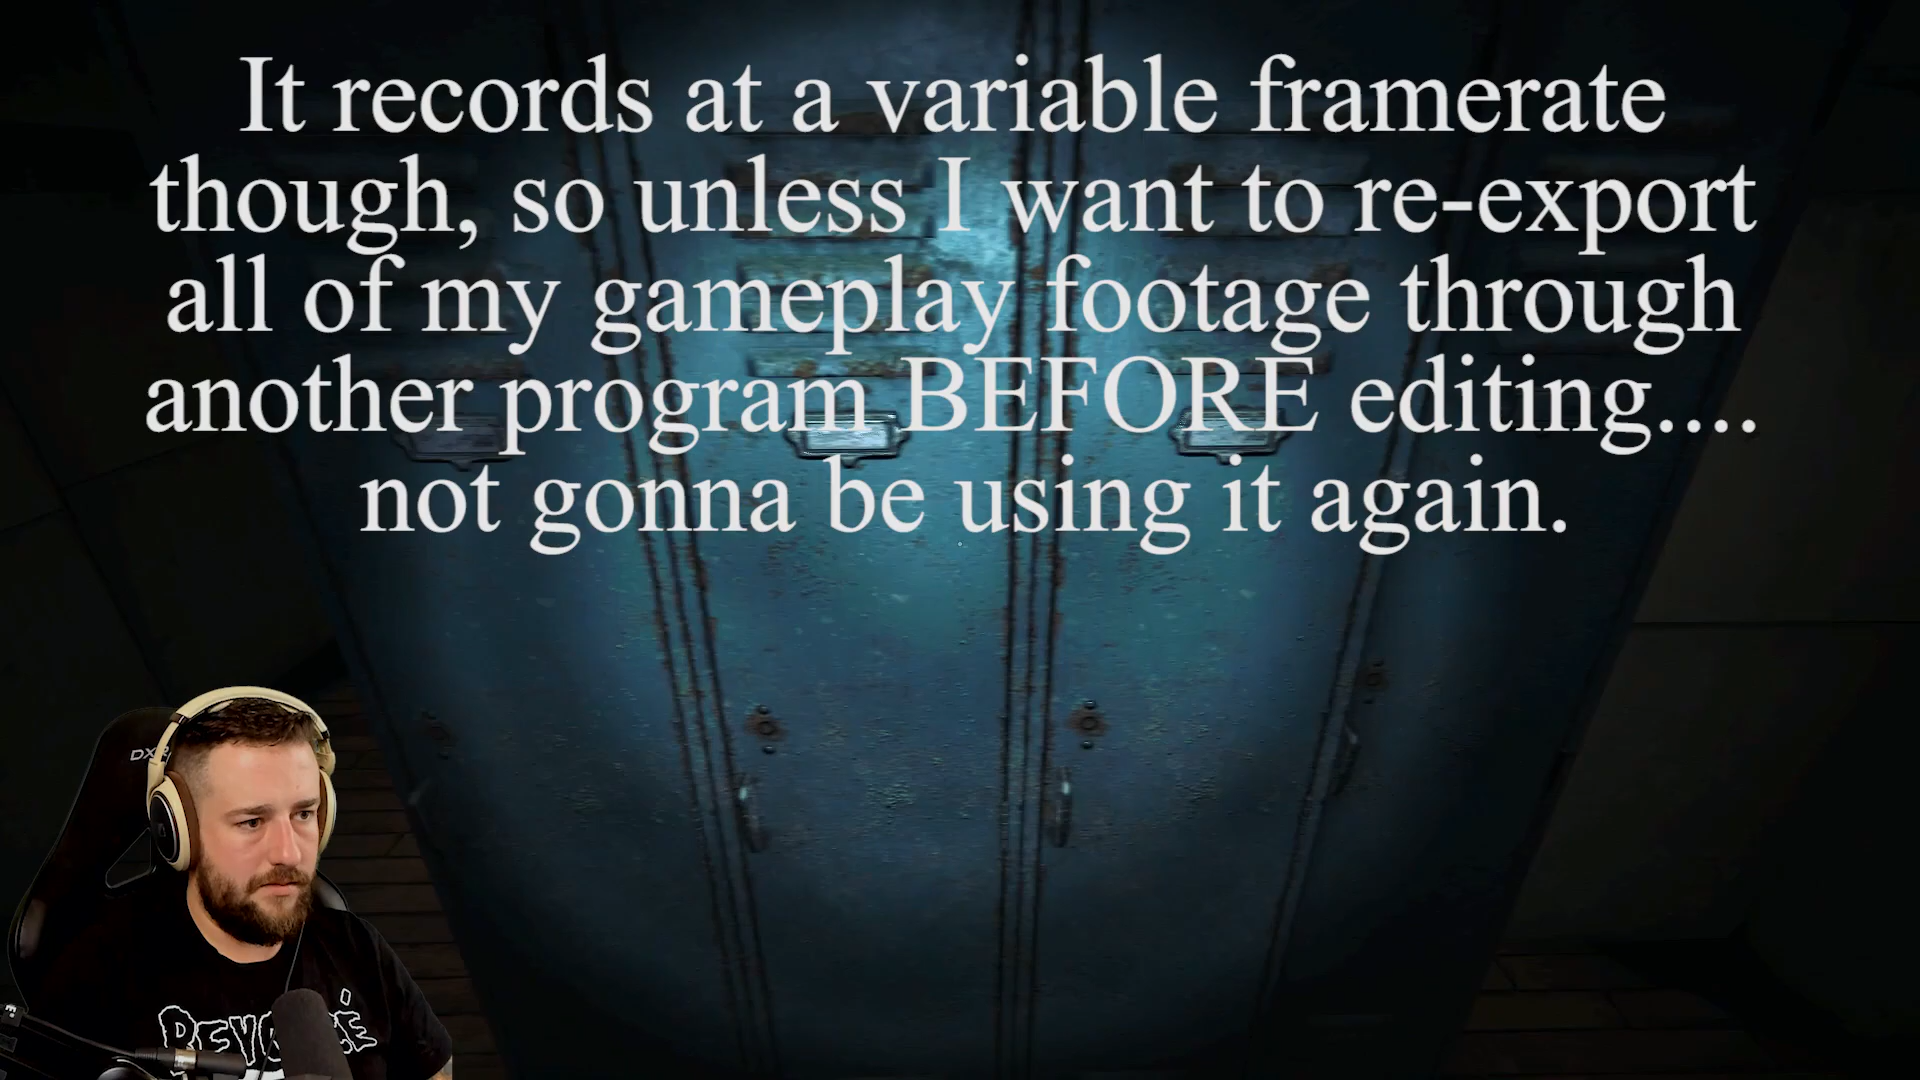 It records at a variable framerate
though, so unless I want to re-export
all of my gameplay footage through
another program BEFORE editing....
not gonna be using it again.